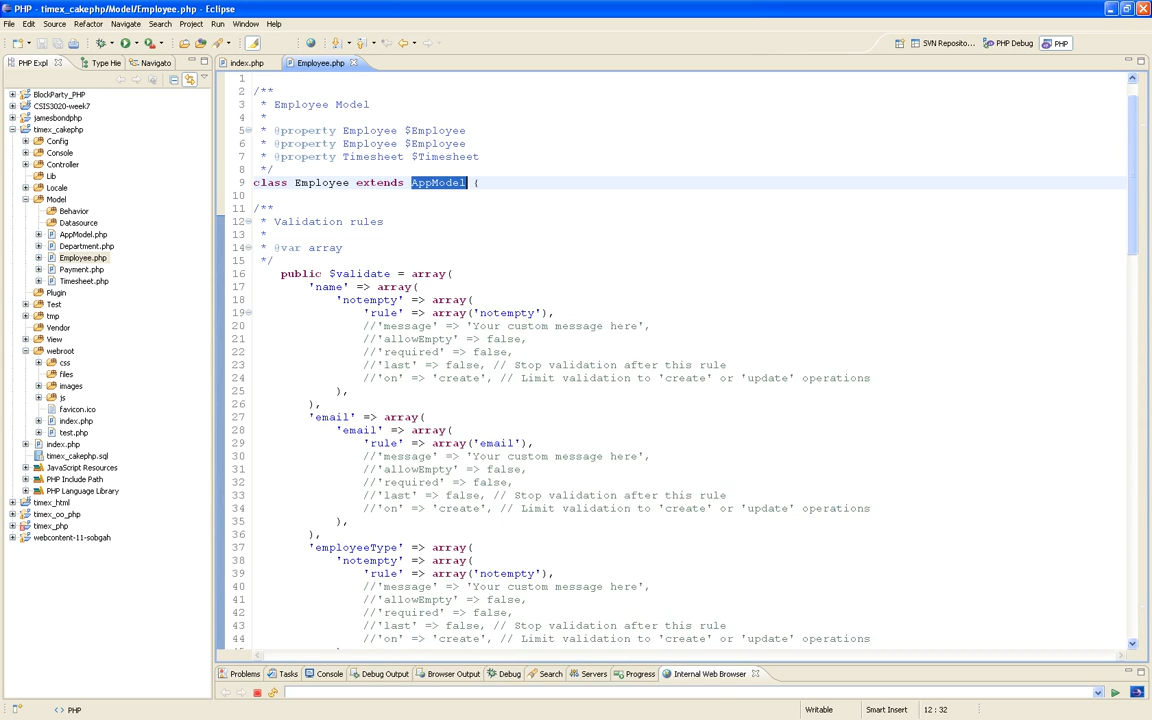 PHP - timex_cakephp/Model/Employee.php - Eclipse
File Edit Source Refactor Navigate Search Project Run Window Help
SVN Reposito... PHP Debug PHP
PHP Expl Type Hie Navigato
index.php Employee.php
BlockParty_PHP
CSIS3020-week7
jamesbondphp
timex_cakephp
Config
Console
Controller
Lib
Locale
Model
Behavior
Datasource
AppModel.php
Department.php
Employee.php
Payment.php
Timesheet.php
Plugin
Test
tmp
Vendor
View
webroot
css
files
images
js
favicon.ico
index.php
test.php
index.php
timex_cakephp.sql
JavaScript Resources
PHP Include Path
PHP Language Library
timex_html
timex_oo_php
timex_php
webcontent-11-sobgah
1
2 /**
3 * Employee Model
4 *
5 * @property Employee $Employee
6 * @property Employee $Employee
7 * @property Timesheet $Timesheet
8 */
9 class Employee extends AppModel {
10
11 /**
12 * Validation rules
13 *
14 * @var array
15 */
16 public $validate = array(
17 'name' => array(
18 'notempty' => array(
19 'rule' => array('notempty'),
20 //'message' => 'Your custom message here',
21 //'allowEmpty' => false,
22 //'required' => false,
23 //'last' => false, // Stop validation after this rule
24 //'on' => 'create', // Limit validation to 'create' or 'update' operations
25 ),
26 ),
27 'email' => array(
28 'email' => array(
29 'rule' => array('email'),
30 //'message' => 'Your custom message here',
31 //'allowEmpty' => false,
32 //'required' => false,
33 //'last' => false, // Stop validation after this rule
34 //'on' => 'create', // Limit validation to 'create' or 'update' operations
35 ),
36 ),
37 'employeeType' => array(
38 'notempty' => array(
39 'rule' => array('notempty'),
40 //'message' => 'Your custom message here',
41 //'allowEmpty' => false,
42 //'required' => false,
43 //'last' => false, // Stop validation after this rule
44 //'on' => 'create', // Limit validation to 'create' or 'update' operations
Problems Tasks Console Debug Output Browser Output Debug Search Servers Progress Internal Web Browser
PHP Writable Smart Insert 12 : 32